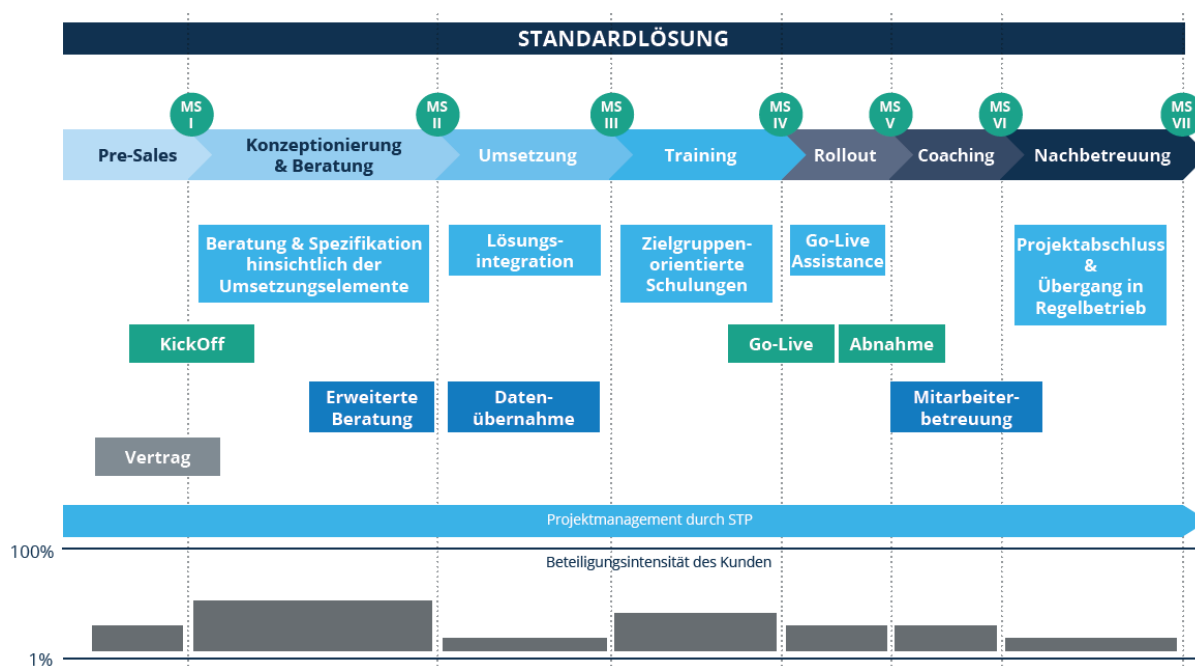 STANDARDLÖSUNG
MS
I
MS
II
MS
III
MS
IV
MS
V
MS
VI
MS
VII
Pre-Sales
Konzeptionierung
& Beratung
Umsetzung
Training
Rollout
Coaching
Nachbetreuung
Beratung & Spezifikation
hinsichtlich der
Umsetzungselemente
Lösungs-
integration
Zielgruppen-
orientierte
Schulungen
Go-Live
Assistance
Projektabschluss
&
Übergang in
Regelbetrieb
KickOff
Go-Live
Abnahme
Erweiterte
Beratung
Daten-
übernahme
Mitarbeiter-
betreuung
Vertrag
Projektmanagement durch STP
100%
Beteiligungsintensität des Kunden
1%